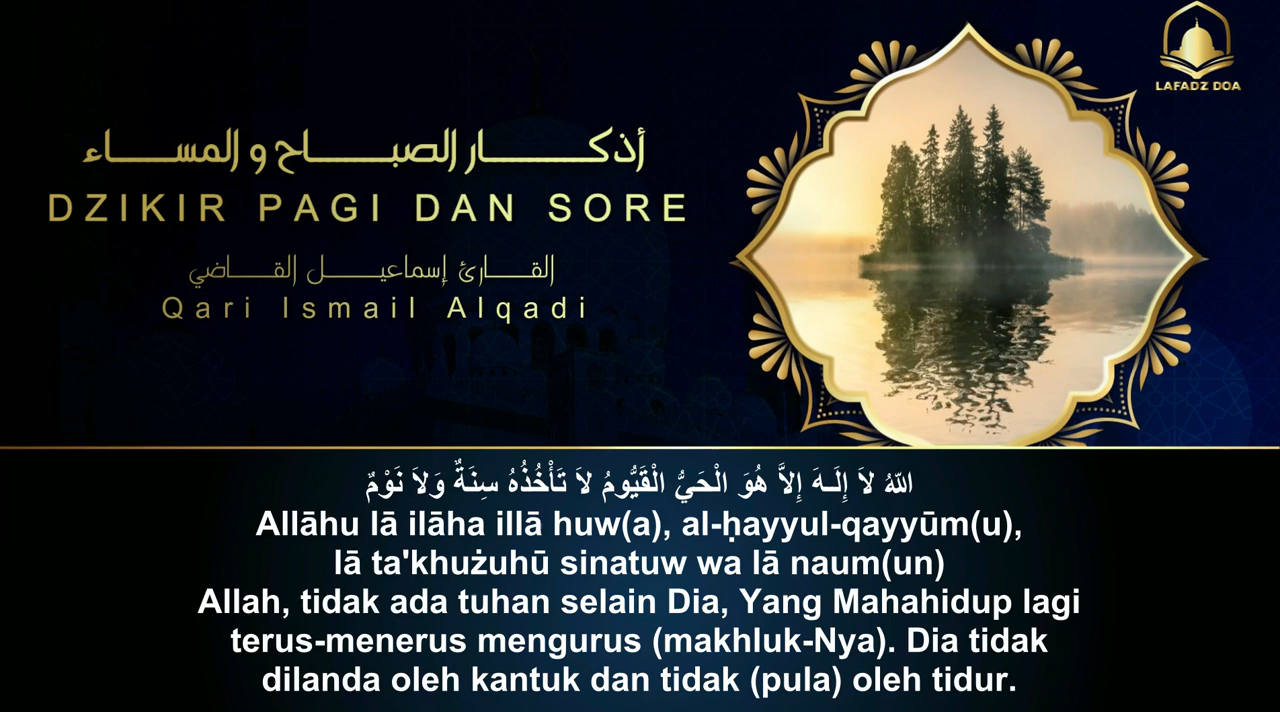 LAFADZ DOA
أذكار الصباح و المساء
DZIKIR PAGI DAN SORE
القارئ إسماعيل القاضي
Qari Ismail Alqadi
اللّهُ لاَ إِلَـهَ إِلاَّ هُوَ الْحَيُّ الْقَيُّومُ لاَ تَأْخُذُهُ سِنَةٌ وَلاَ نَوْمٌ
Allāhu lā ilāha illā huw(a), al-ḥayyul-qayyūm(u),
lā ta'khużuhū sinatuw wa lā naum(un)
Allah, tidak ada tuhan selain Dia, Yang Mahahidup lagi
terus-menerus mengurus (makhluk-Nya). Dia tidak
dilanda oleh kantuk dan tidak (pula) oleh tidur.